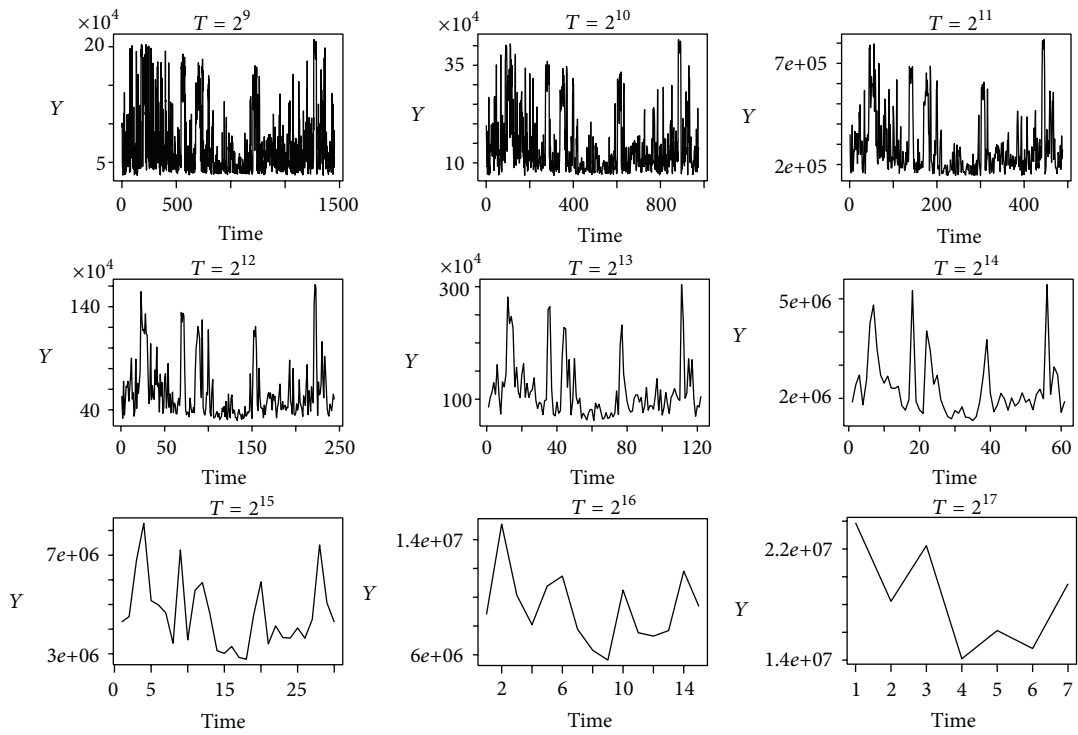 ×10⁴ T = 2⁹
20
Y
5
0 500 1500
Time
×10⁴ T = 2¹⁰
35
Y
10
0 400 800
Time
T = 2¹¹
7e+05
Y
2e+05
0 200 400
Time
×10⁴ T = 2¹²
140
Y
40
0 50 150 250
Time
×10⁴ T = 2¹³
300
Y
100
0 40 80 120
Time
T = 2¹⁴
5e+06
Y
2e+06
0 20 40 60
Time
T = 2¹⁵
7e+06
Y
3e+06
0 5 15 25
Time
T = 2¹⁶
1.4e+07
Y
6e+06
2 6 10 14
Time
T = 2¹⁷
2.2e+07
Y
1.4e+07
1 2 3 4 5 6 7
Time